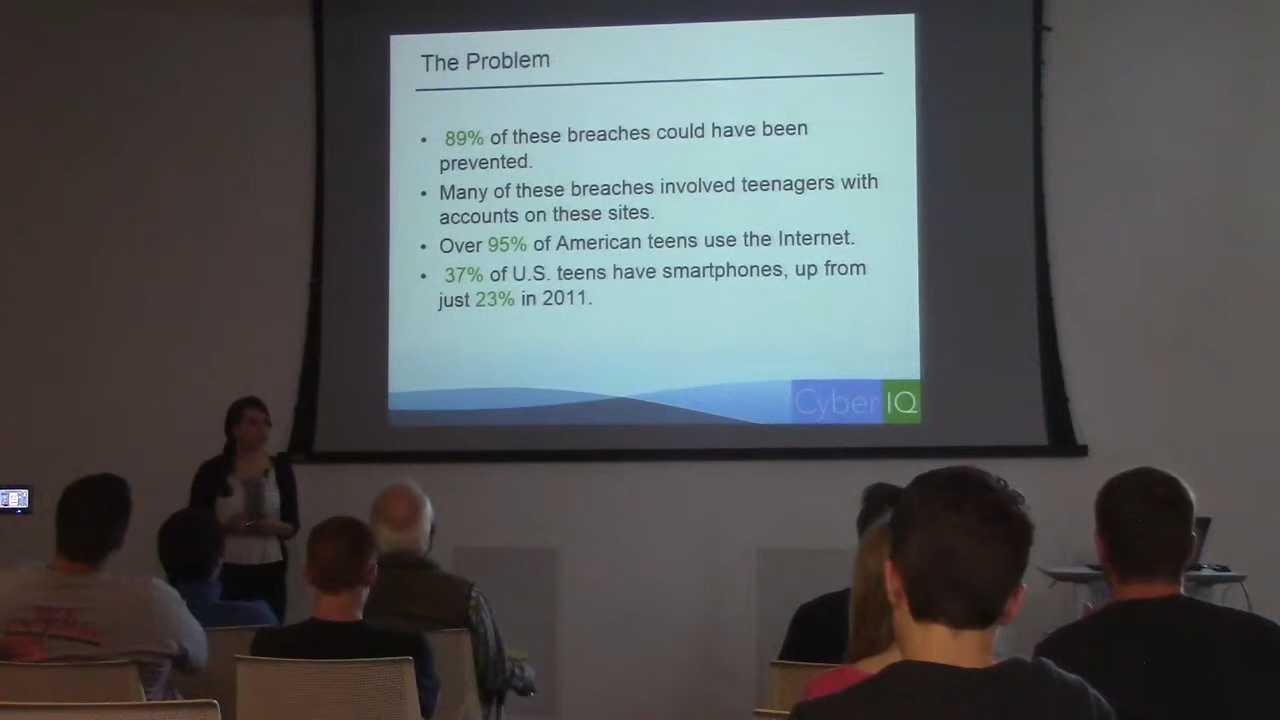 The Problem
• 89% of these breaches could have been
prevented.
• Many of these breaches involved teenagers with
accounts on these sites.
• Over 95% of American teens use the Internet.
• 37% of U.S. teens have smartphones, up from
just 23% in 2011.
CyberIQ